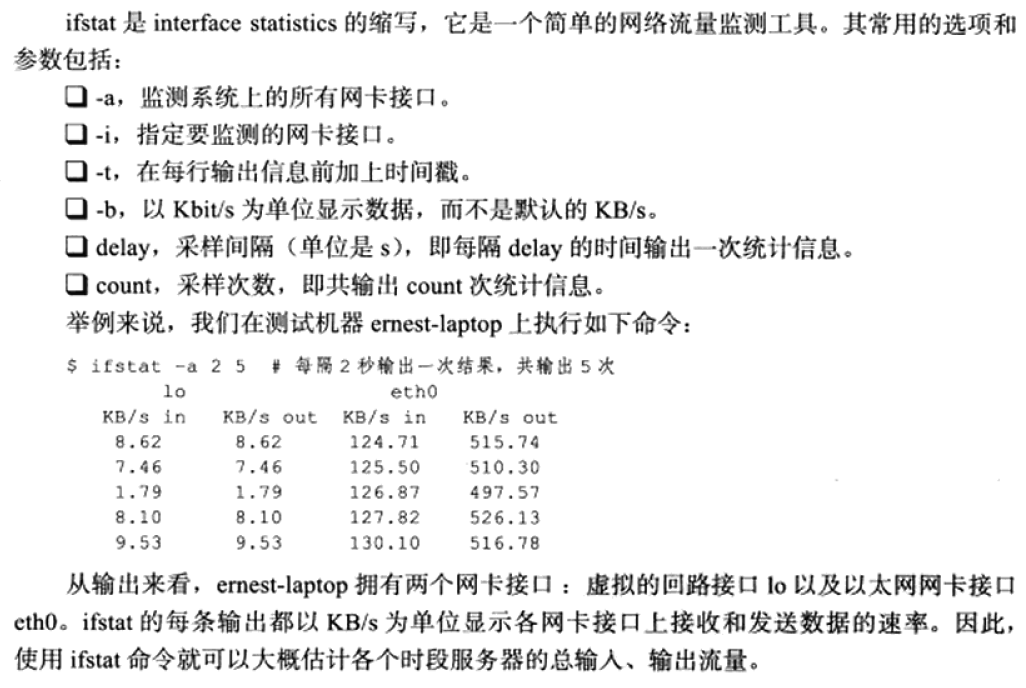 ifstat 是 interface statistics 的缩写，它是一个简单的网络流量监测工具。其常用的选项和
参数包括：
❑ -a，监测系统上的所有网卡接口。
❑ -i，指定要监测的网卡接口。
❑ -t，在每行输出信息前加上时间戳。
❑ -b，以 Kbit/s 为单位显示数据，而不是默认的 KB/s。
❑ delay，采样间隔（单位是 s），即每隔 delay 的时间输出一次统计信息。
❑ count，采样次数，即共输出 count 次统计信息。
举例来说，我们在测试机器 ernest-laptop 上执行如下命令：
$ ifstat -a 2 5 # 每隔 2 秒输出一次结果，共输出 5 次
lo eth0
KB/s in KB/s out KB/s in KB/s out
8.62 8.62 124.71 515.74
7.46 7.46 125.50 510.30
1.79 1.79 126.87 497.57
8.10 8.10 127.82 526.13
9.53 9.53 130.10 516.78
从输出来看，ernest-laptop 拥有两个网卡接口：虚拟的回路接口 lo 以及以太网网卡接口
eth0。ifstat 的每条输出都以 KB/s 为单位显示各网卡接口上接收和发送数据的速率。因此，
使用 ifstat 命令就可以大概估计各个时段服务器的总输入、输出流量。